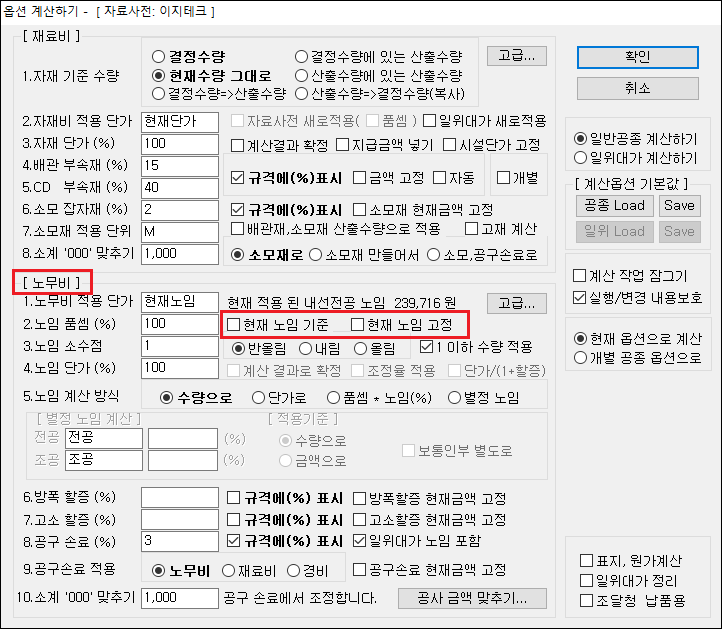 옵션 계산하기 - [ 자료사전: 이지테크 ]
[ 재료비 ]
1.자재 기준 수량
결정수량
결정수량에 있는 산출수량
현재수량 그대로
산출수량에 있는 산출수량
결정수량=>산출수량
산출수량=>결정수량(복사)
고급...
2.자재비 적용 단가 현재단가 자료사전 새로적용( 품셈 ) 일위대가 새로적용
3.자재 단가 (%) 100 계산결과 확정 지급금액 넣기 시설단가 고정
4.배관 부속재 (%) 15 규격에(%)표시 금액 고정 자동 개별
5.CD 부속재 (%) 40
6.소모 잡자재 (%) 2 규격에(%)표시 소모재 현재금액 고정
7.소모재 적용 단위 M 배관재,소모재 산출수량으로 적용 고재 계산
8.소계 '000' 맞추기 1,000 소모재로 소모재 만들어서 소모,공구손료로
[ 노무비 ]
1.노무비 적용 단가 현재노임 현재 적용 된 내선전공 노임 239,716 원 고급...
2.노임 품셈 (%) 100 현재 노임 기준 현재 노임 고정
3.노임 소수점 1 반올림 내림 올림 1 이하 수량 적용
4.노임 단가 (%) 100 계산 결과로 확정 조정율 적용 단가/(1+할증)
5.노임 계산 방식 수량으로 단가로 품셈 * 노임(%) 별정 노임
[ 별정 노임 계산 ] [ 적용기준 ]
전공 전공 (%) 수량으로
조공 조공 (%) 금액으로
보통인부 별도로
6.방폭 할증 (%) 규격에(%) 표시 방폭할증 현재금액 고정
7.고소 할증 (%) 규격에(%) 표시 고소할증 현재금액 고정
8.공구 손료 (%) 3 규격에(%) 표시 일위대가 노임 포함
9.공구손료 적용 노무비 재료비 경비 공구손료 현재금액 고정
10.소계 '000' 맞추기 1,000 공구 손료에서 조정합니다. 공사 금액 맞추기...
확인
취소
일반공종 계산하기
일위대가 계산하기
[ 계산옵션 기본값 ]
공종 Load Save
일위 Load Save
계산 작업 잠그기
실행/변경 내용보호
현재 옵션으로 계산
개별 공종 옵션으로
표지, 원가계산
일위대가 정리
조달청 납품용